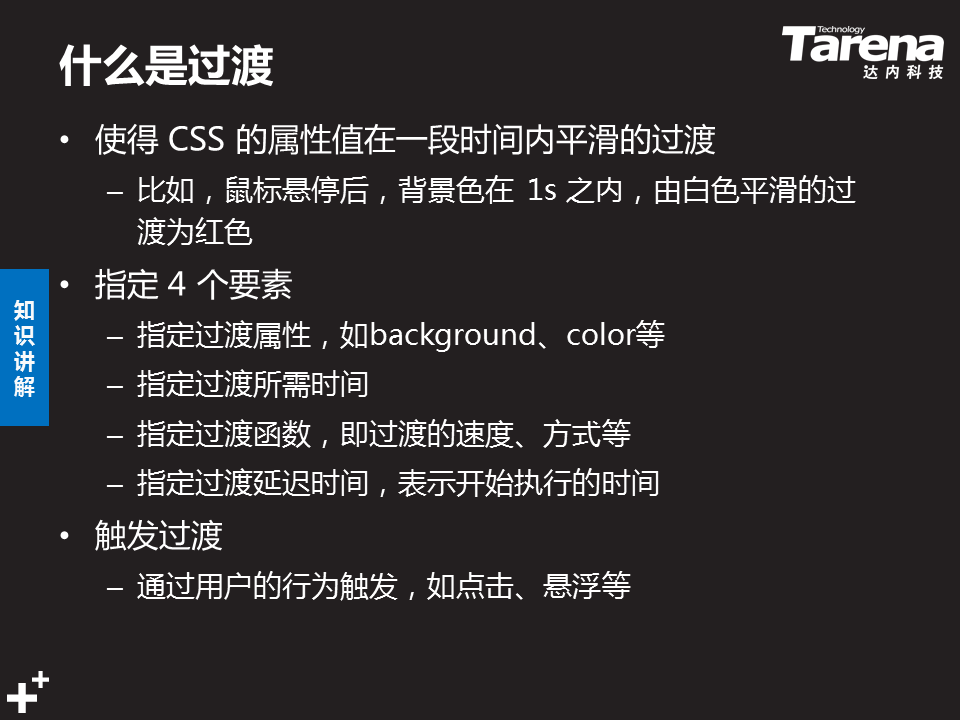 什么是过渡
Technology
Tarena
达内科技
• 使得 CSS 的属性值在一段时间内平滑的过渡
– 比如，鼠标悬停后，背景色在 1s 之内，由白色平滑的过
渡为红色
• 指定 4 个要素
– 指定过渡属性，如background、color等
– 指定过渡所需时间
– 指定过渡函数，即过渡的速度、方式等
– 指定过渡延迟时间，表示开始执行的时间
• 触发过渡
– 通过用户的行为触发，如点击、悬浮等
知
识
讲
解